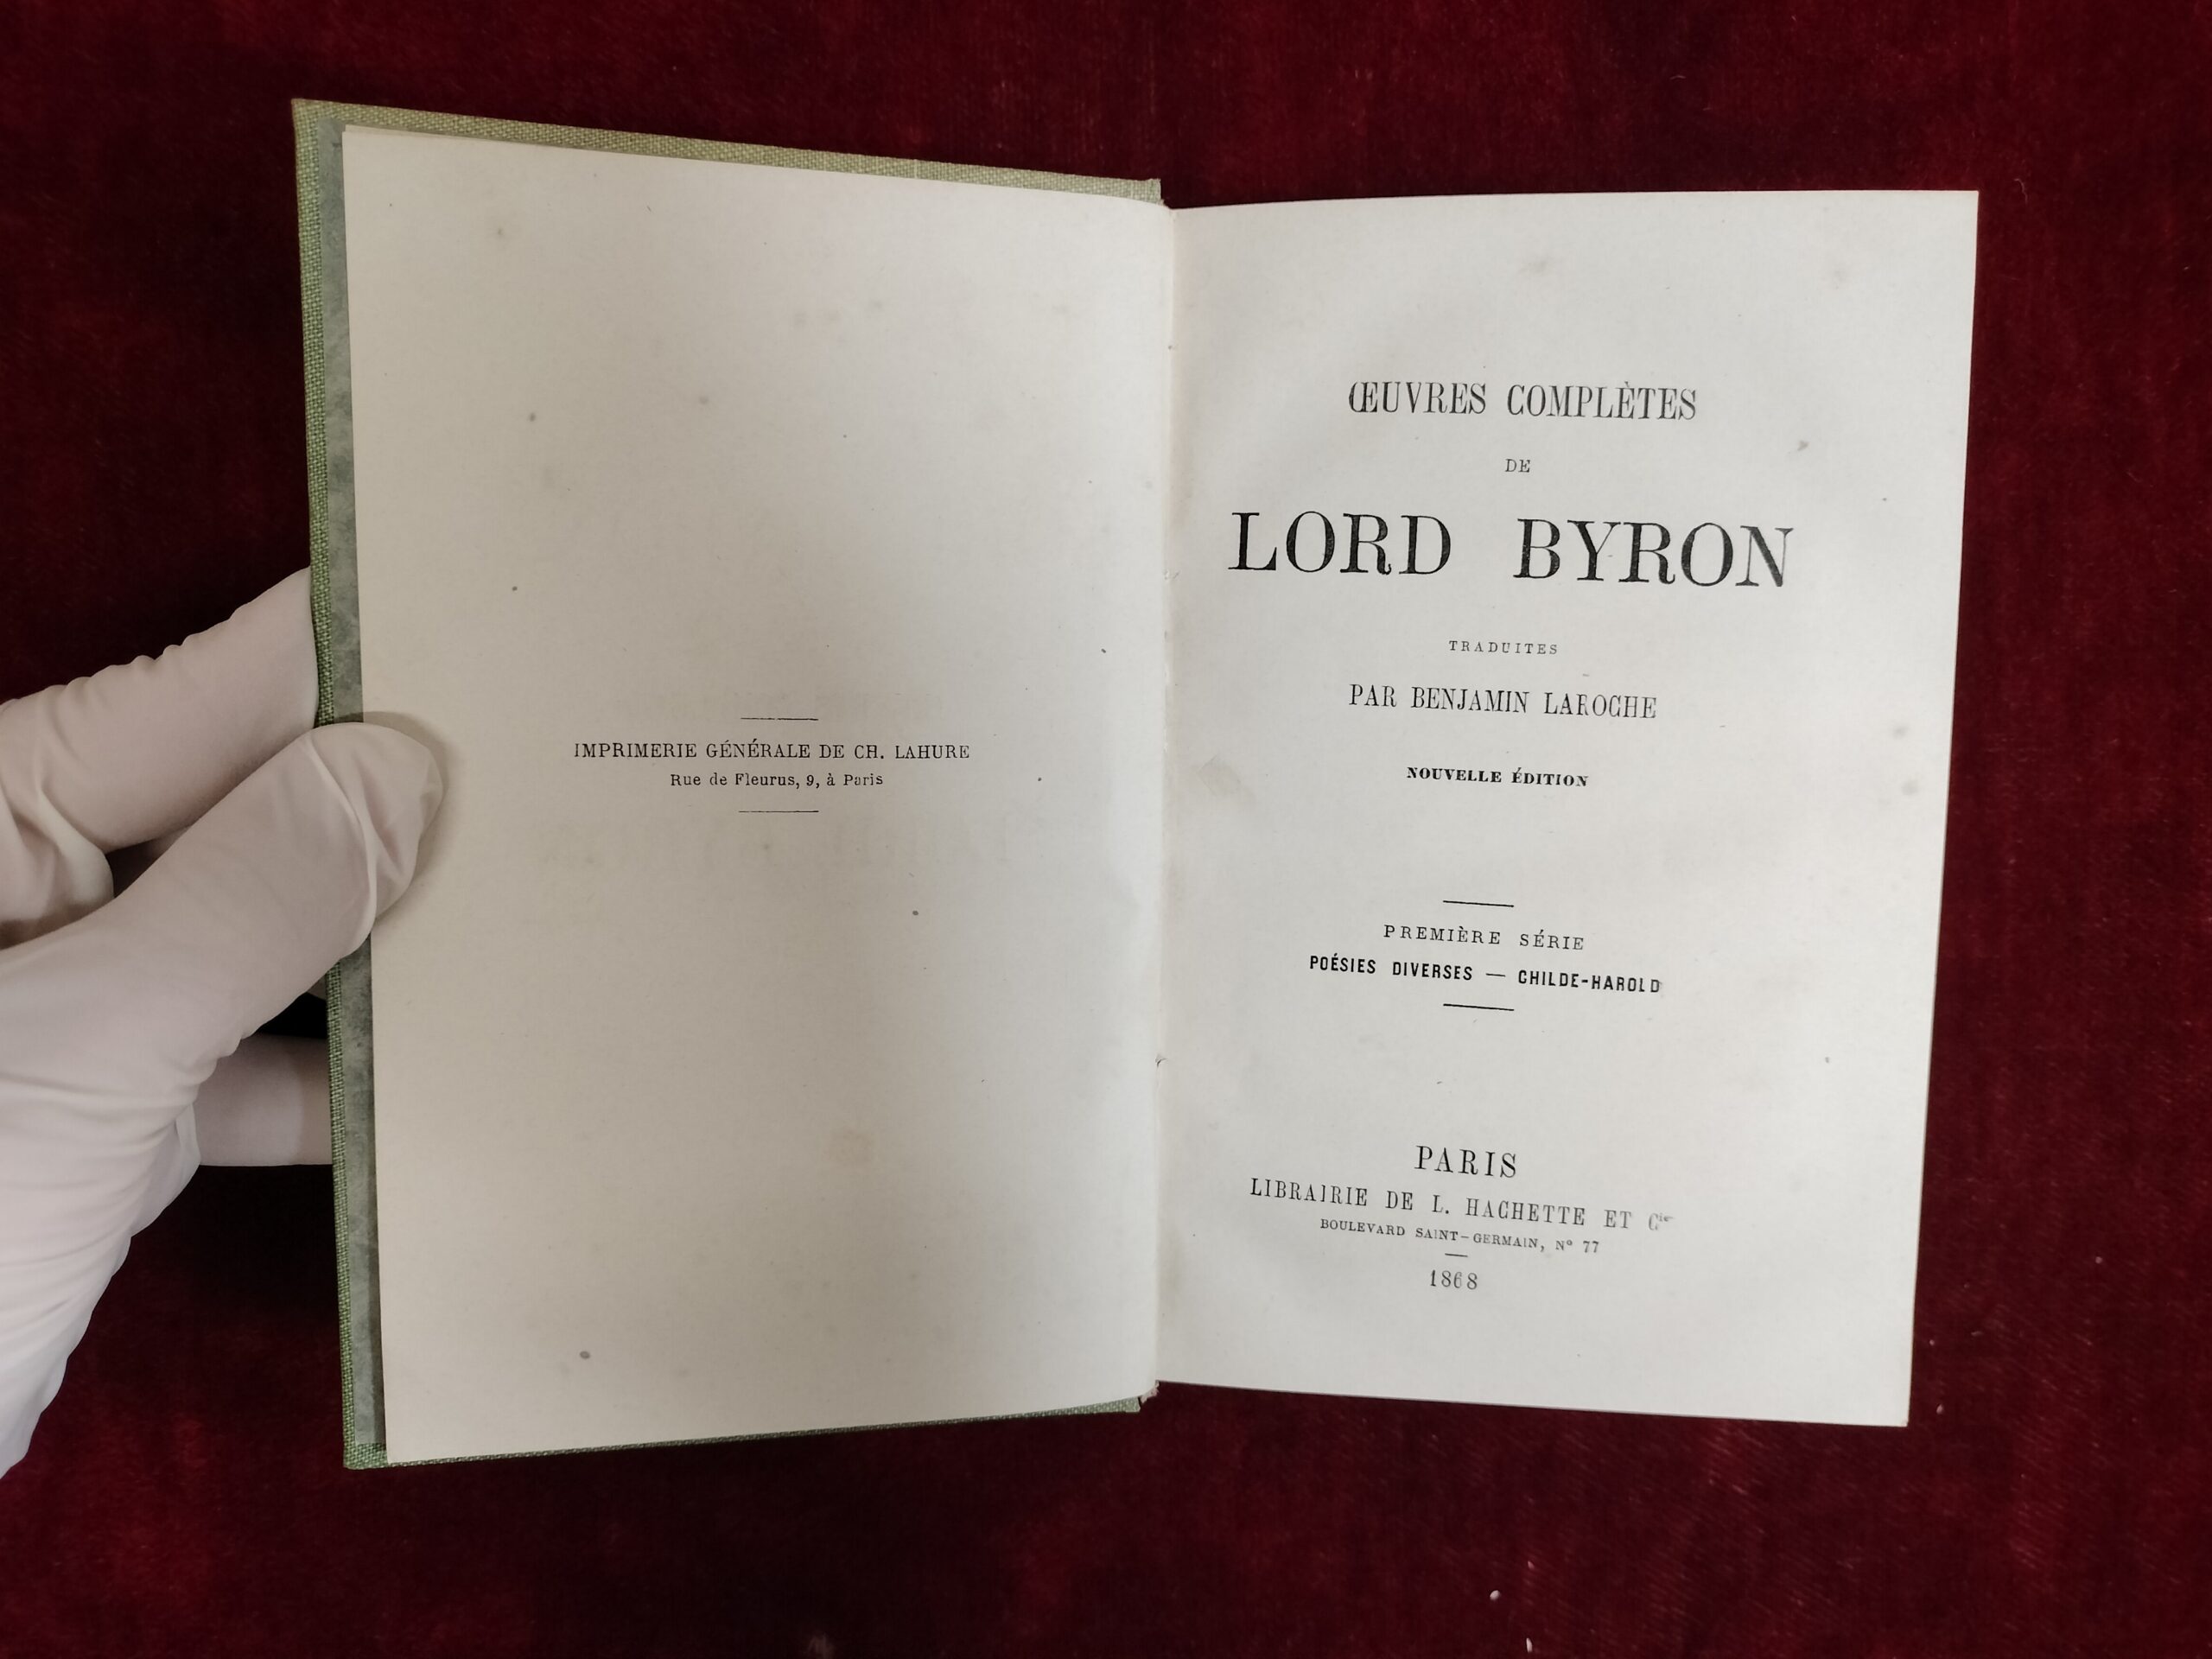 IMPRIMERIE GÉNÉRALE DE CH. LAHURE
Rue de Fleurus, 9, à Paris
ŒUVRES COMPLÈTES
DE
LORD BYRON
TRADUITES
PAR BENJAMIN LAROCHE
NOUVELLE ÉDITION
PREMIÈRE SÉRIE
POÉSIES DIVERSES — CHILDE-HAROLD
PARIS
LIBRAIRIE DE L. HACHETTE ET Cie
BOULEVARD SAINT-GERMAIN, N° 77
1868